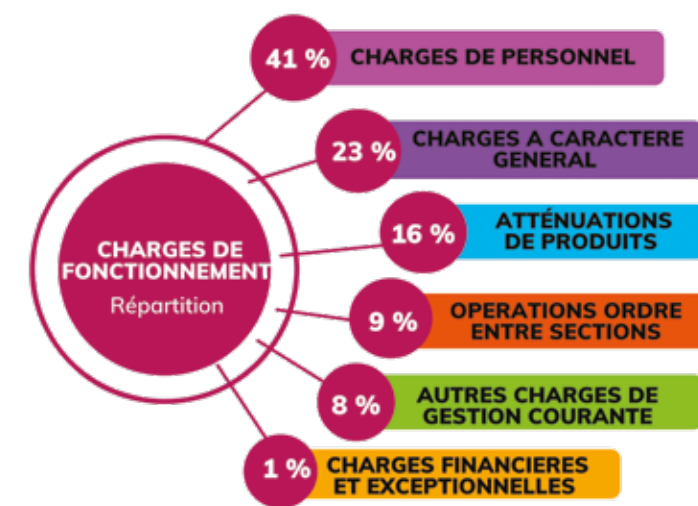 41 %
CHARGES DE PERSONNEL
23 %
CHARGES A CARACTERE
GENERAL
16 %
ATTÉNUATIONS
DE PRODUITS
CHARGES DE
FONCTIONNEMENT
Répartition
9 %
OPERATIONS ORDRE
ENTRE SECTIONS
8 %
AUTRES CHARGES DE
GESTION COURANTE
1 %
CHARGES FINANCIERES
ET EXCEPTIONNELLES